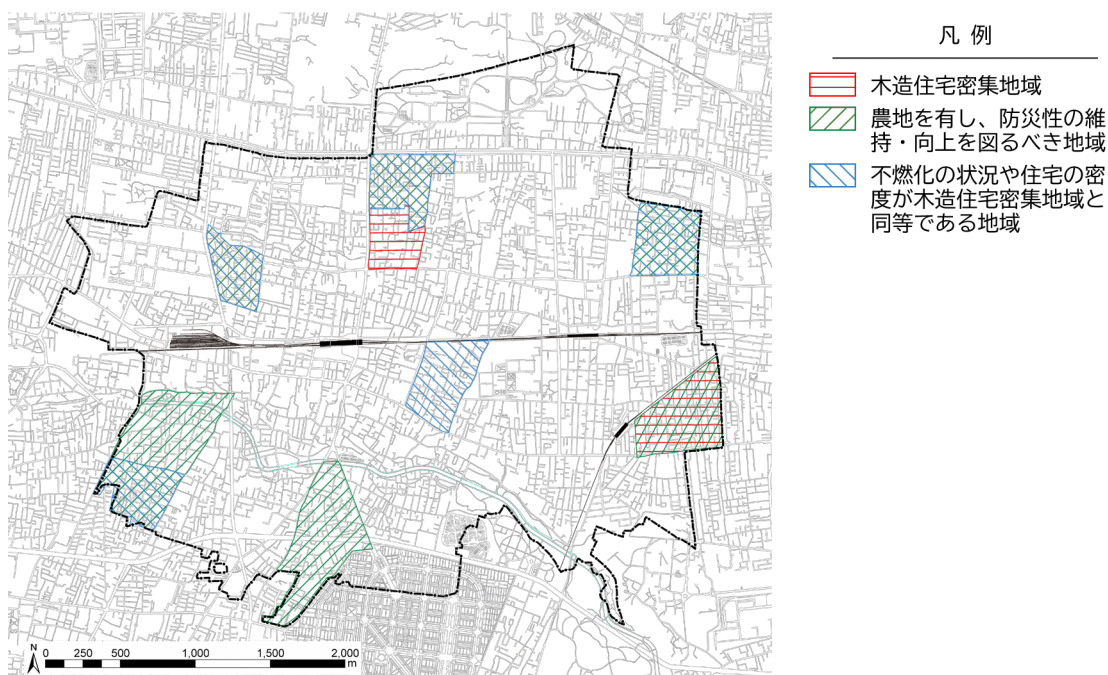 凡 例
木造住宅密集地域
農地を有し、防災性の維
持・向上を図るべき地域
不燃化の状況や住宅の密
度が木造住宅密集地域と
同等である地域
N
0 250 500 1,000 1,500 2,000
m